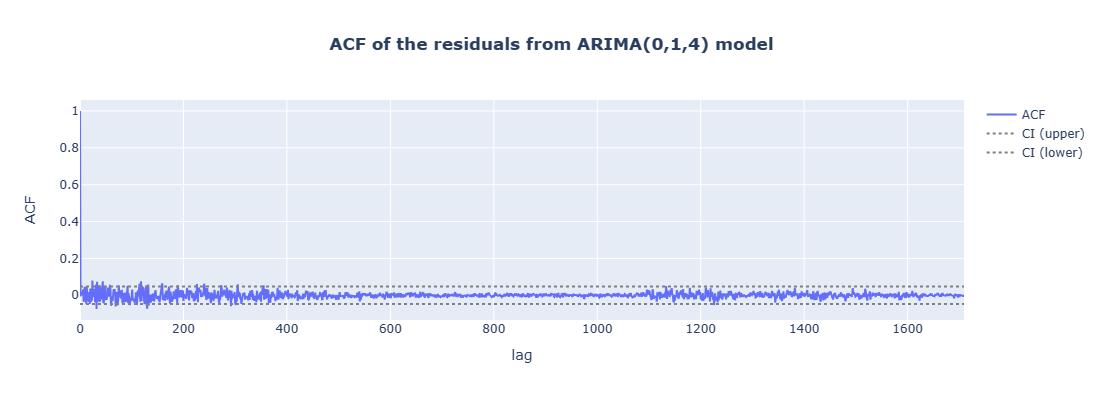 ACF of the residuals from ARIMA(0,1,4) model
ACF
CI (upper)
CI (lower)
1
0.8
0.6
0.4
0.2
0
ACF
0 200 400 600 800 1000 1200 1400 1600
lag